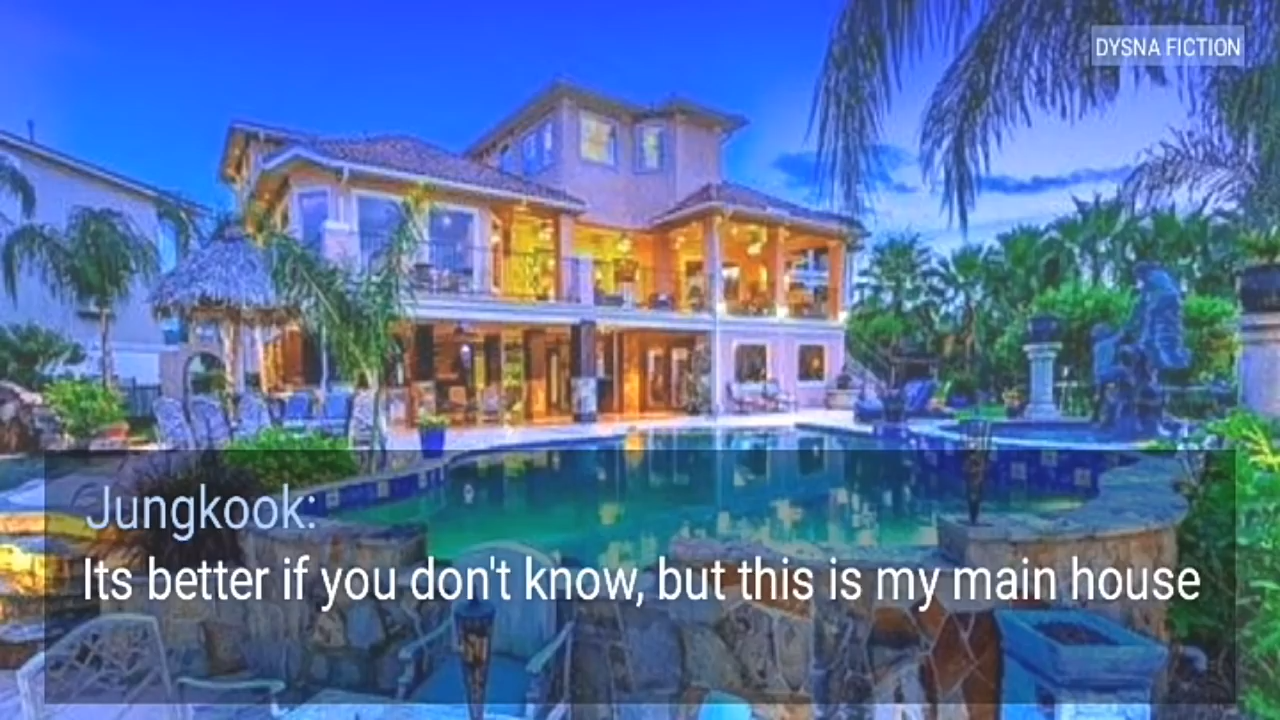 DYSNA FICTION
Jungkook:
Its better if you don't know, but this is my main house